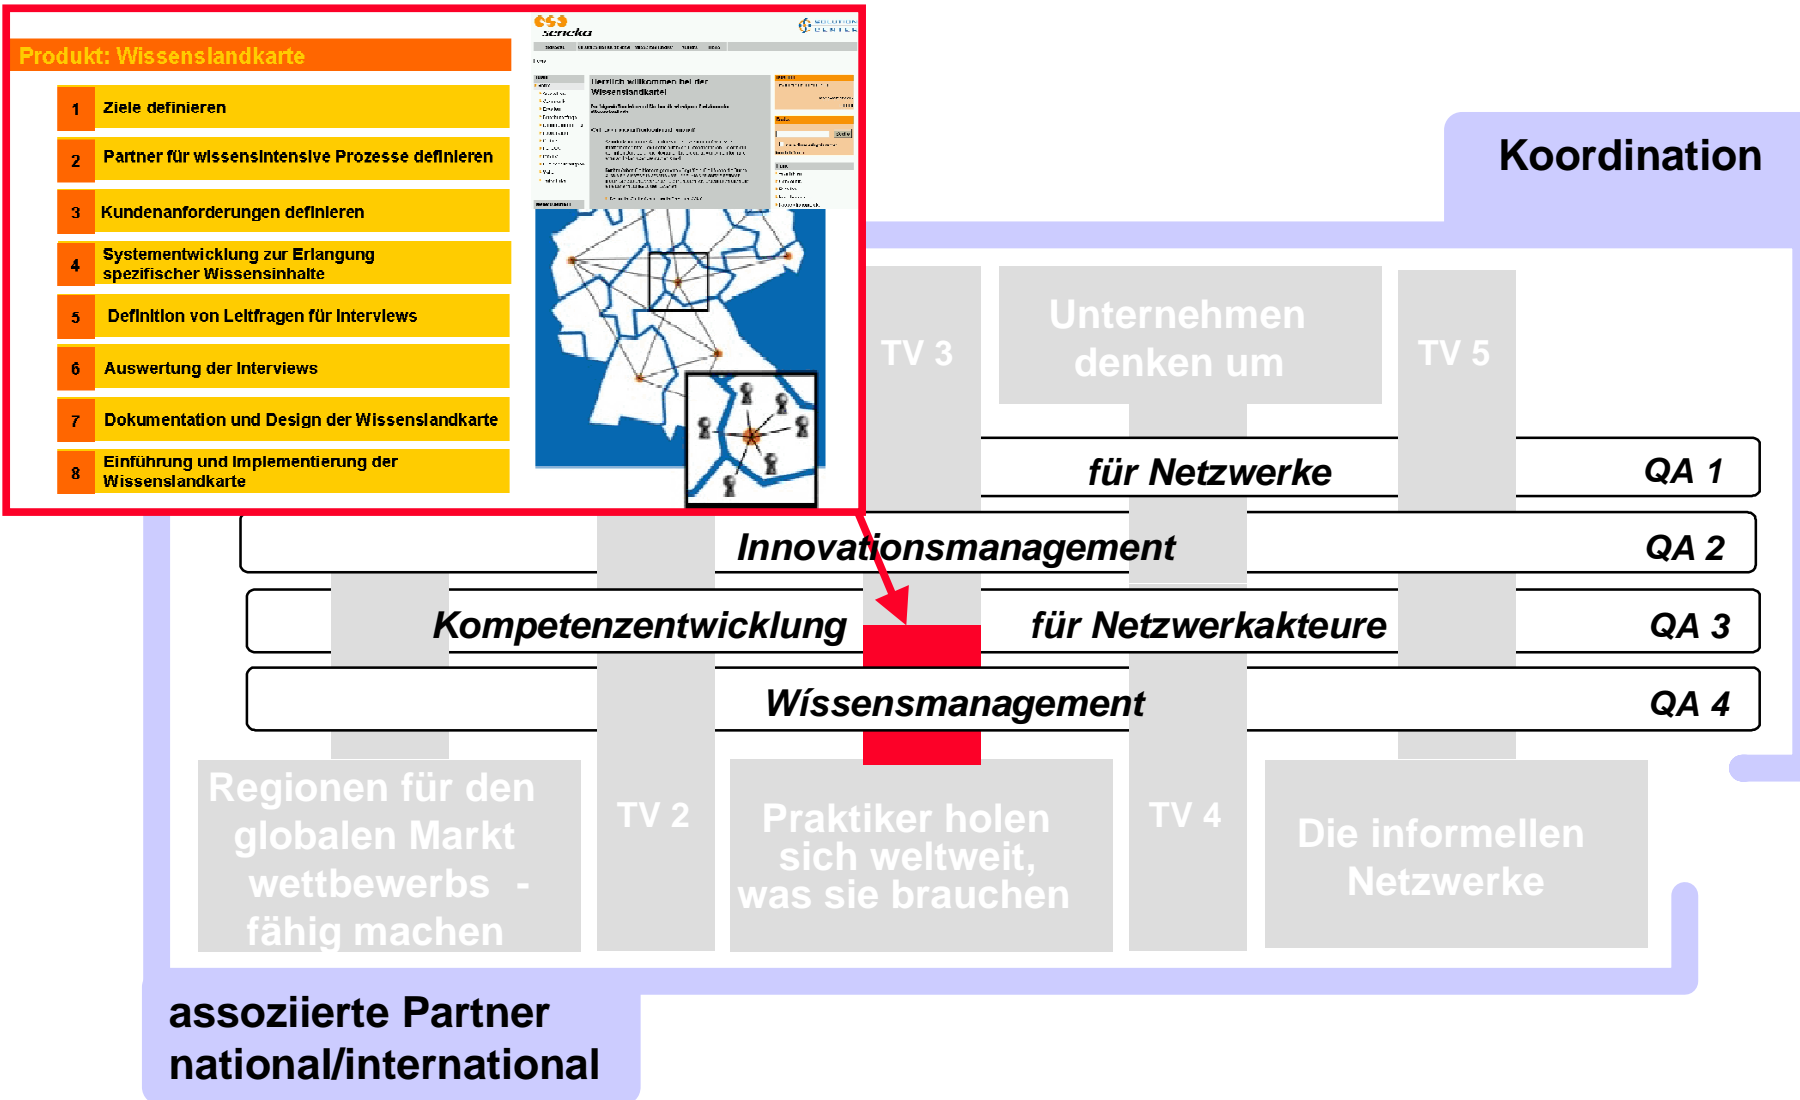 Produkt: Wissenslandkarte
1 Ziele definieren
2 Partner für wissensintensive Prozesse definieren
3 Kundenanforderungen definieren
4 Systementwicklung zur Erlangung
spezifischer Wissensinhalte
5 Definition von Leitfragen für Interviews
6 Auswertung der Interviews
7 Dokumentation und Design der Wissenslandkarte
8 Einführung und Implementierung der
Wissenslandkarte
seneka
SOLUTION
CENTER
Herzlich willkommen bei der
Wissenslandkarte!
Koordination
TV 3
Unternehmen
denken um
TV 5
für Netzwerke QA 1
Innovationsmanagement QA 2
Kompetenzentwicklung für Netzwerkakteure QA 3
Wíssensmanagement QA 4
Regionen für den
globalen Markt
wettbewerbs -
fähig machen
TV 2
Praktiker holen
sich weltweit,
was sie brauchen
TV 4
Die informellen
Netzwerke
assoziierte Partner
national/international